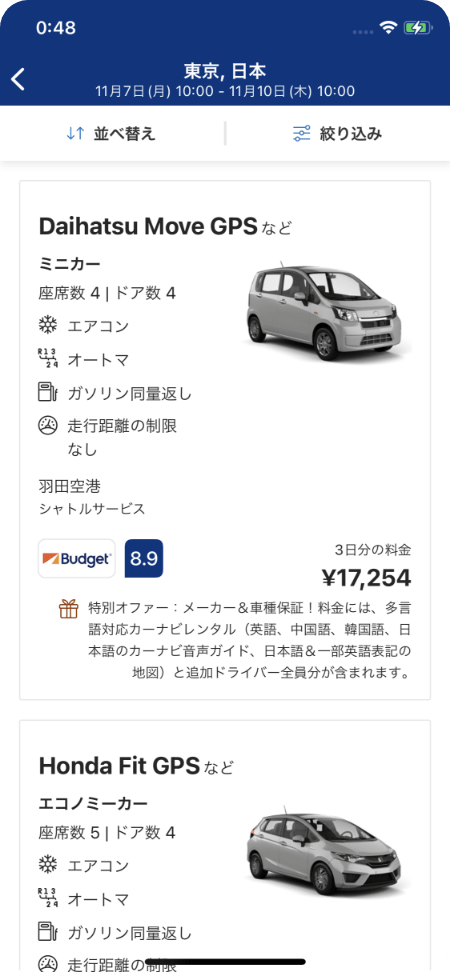 0:48
東京, 日本
11月7日(月) 10:00 - 11月10日(木) 10:00
並べ替え
絞り込み
Daihatsu Move GPS など
ミニカー
座席数 4 | ドア数 4
エアコン
R13
24
オートマ
ガソリン同量返し
走行距離の制限
なし
羽田空港
シャトルサービス
Budget
8.9
3日分の料金
¥17,254
特別オファー：メーカー＆車種保証！料金には、多言
語対応カーナビレンタル（英語、中国語、韓国語、日
本語のカーナビ音声ガイド、日本語＆一部英語表記の
地図）と追加ドライバー全員分が含まれます。
Honda Fit GPS など
エコノミーカー
座席数 5 | ドア数 4
エアコン
R13
24
オートマ
ガソリン同量返し
走行距離の制限